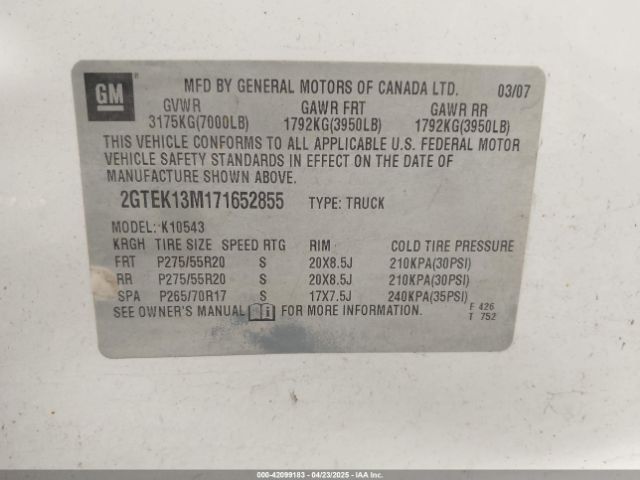 GM
MFD BY GENERAL MOTORS OF CANADA LTD. 03/07
GVWR GAWR FRT GAWR RR
3175KG(7000LB) 1792KG(3950LB) 1792KG(3950LB)
THIS VEHICLE CONFORMS TO ALL APPLICABLE U.S. FEDERAL MOTOR
VEHICLE SAFETY STANDARDS IN EFFECT ON THE DATE OF
MANUFACTURE SHOWN ABOVE.
2GTEK13M171652855 TYPE: TRUCK
MODEL: K10543
KRGH TIRE SIZE SPEED RTG RIM COLD TIRE PRESSURE
FRT P275/55R20 S 20X8.5J 210KPA(30PSI)
RR P275/55R20 S 20X8.5J 210KPA(30PSI)
SPA P265/70R17 S 17X7.5J 240KPA(35PSI)
SEE OWNER'S MANUAL FOR MORE INFORMATION.
F 426
T 752
000-42099183 - 04/23/2025 - IAA Inc.